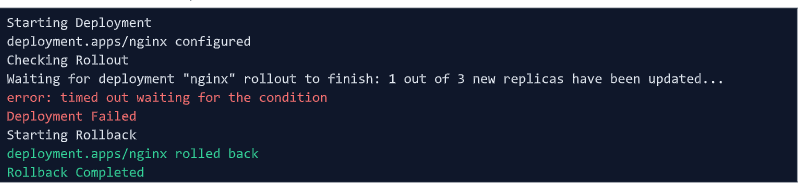 Starting Deployment
deployment.apps/nginx configured
Checking Rollout
Waiting for deployment "nginx" rollout to finish: 1 out of 3 new replicas have been updated...
error: timed out waiting for the condition
Deployment Failed
Starting Rollback
deployment.apps/nginx rolled back
Rollback Completed